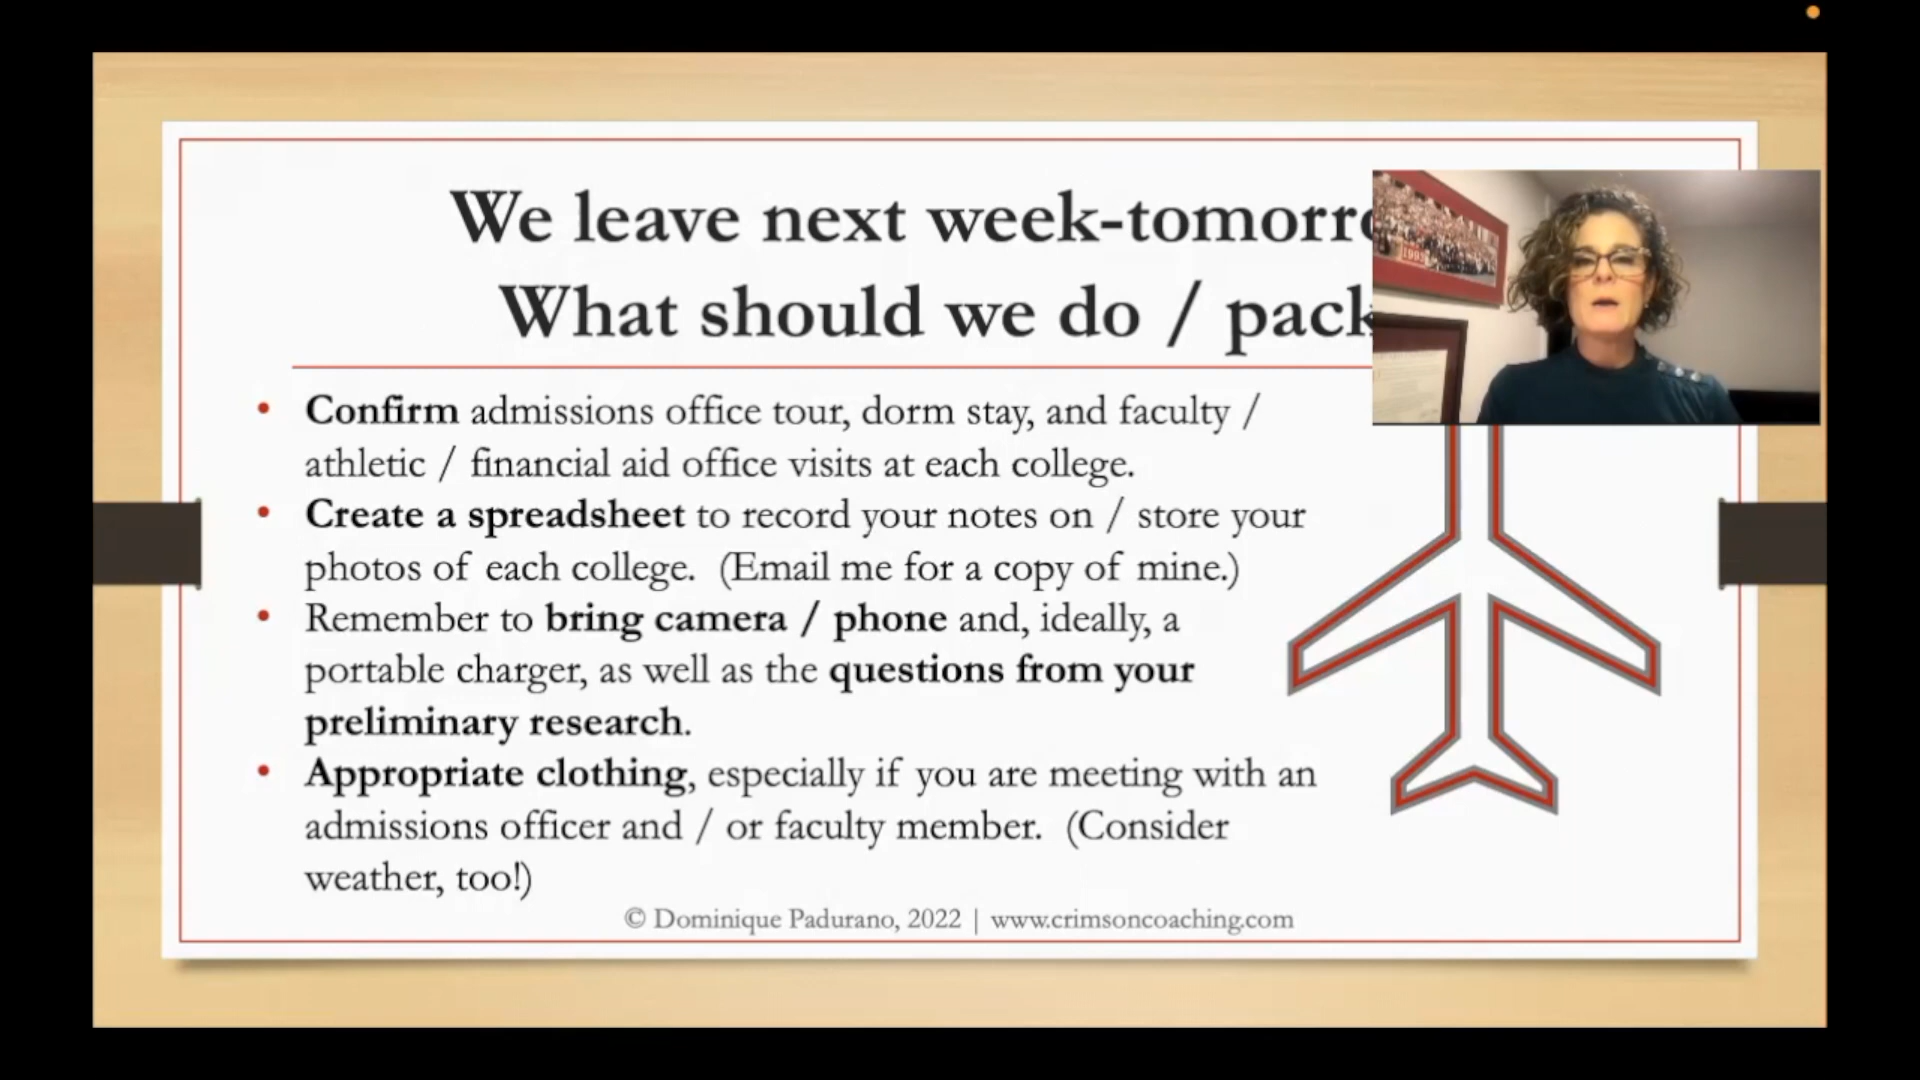 We leave next week-tomorro
What should we do / pack
• Confirm admissions office tour, dorm stay, and faculty /
athletic / financial aid office visits at each college.
• Create a spreadsheet to record your notes on / store your
photos of each college. (Email me for a copy of mine.)
• Remember to bring camera / phone and, ideally, a
portable charger, as well as the questions from your
preliminary research.
• Appropriate clothing, especially if you are meeting with an
admissions officer and / or faculty member. (Consider
weather, too!)
© Dominique Padurano, 2022 | www.crimsoncoaching.com